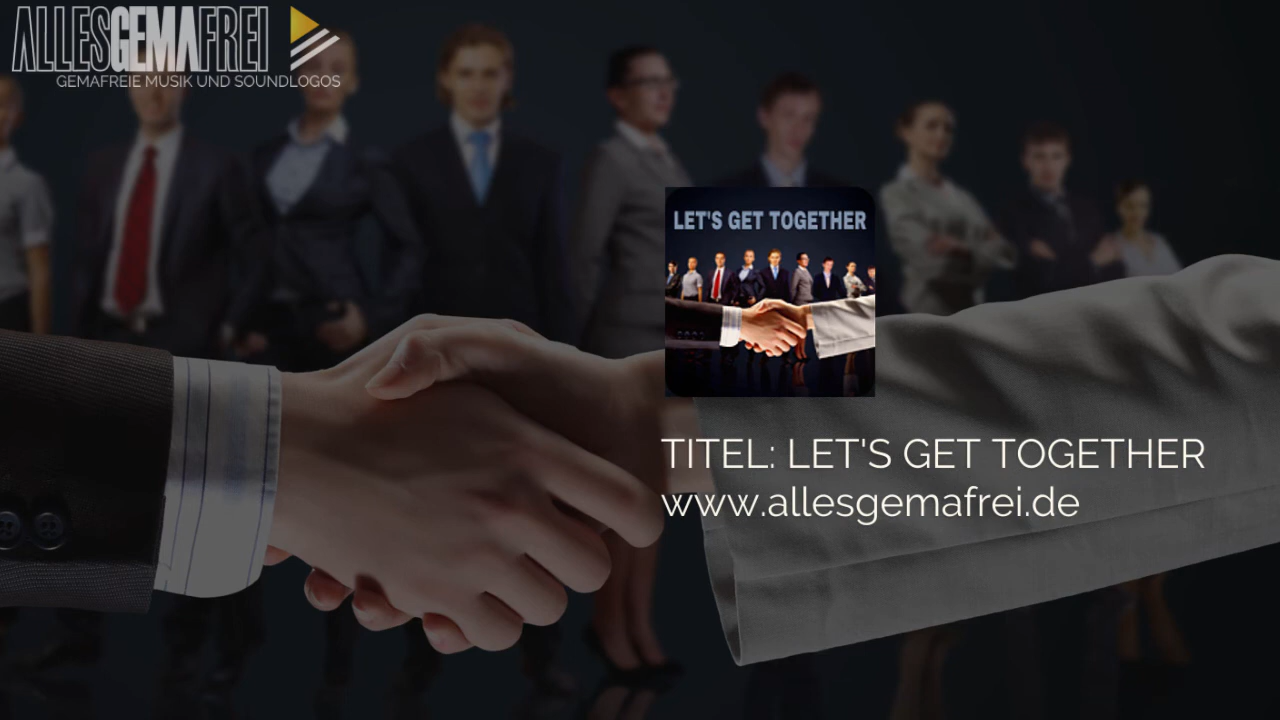 ALLESGEMAFREI
GEMAFREIE MUSIK UND SOUNDLOGOS
LET'S GET TOGETHER
TITEL: LET'S GET TOGETHER
www.allesgemafrei.de